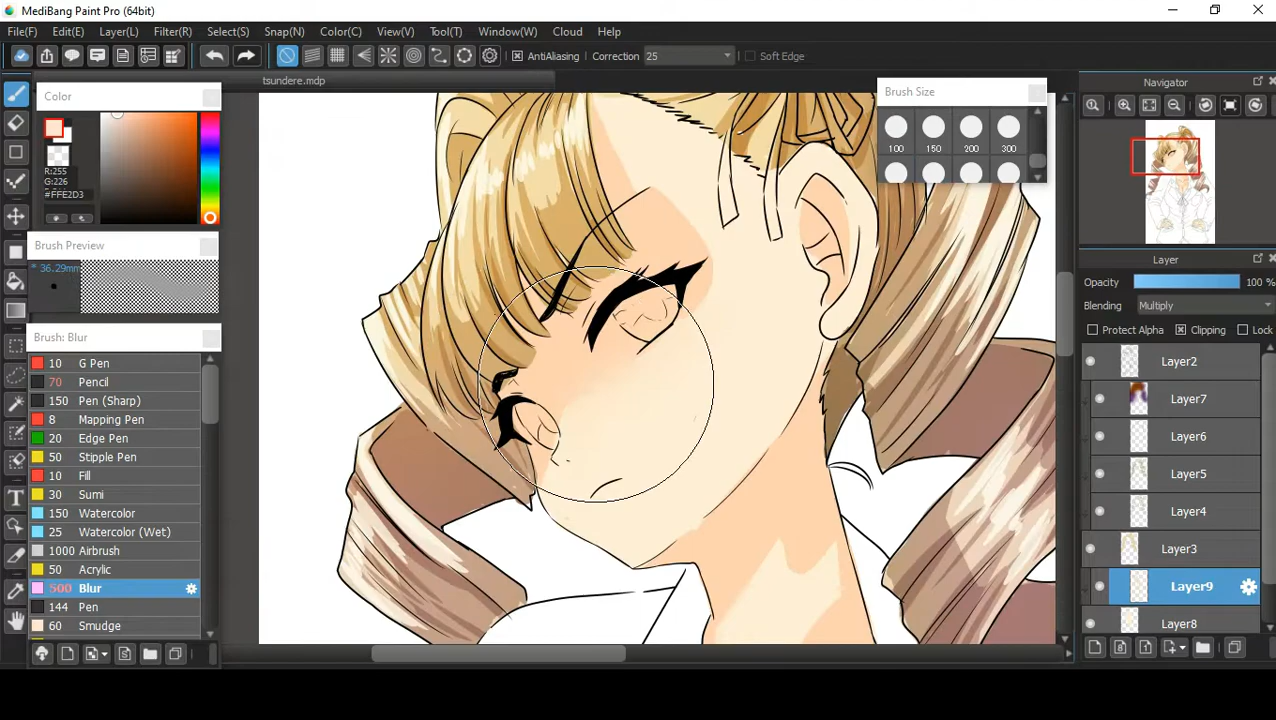 MediBang Paint Pro (64bit)
File(F) Edit(E) Layer(L) Filter(R) Select(S) Snap(N) Color(C) View(V) Tool(T) Window(W) Cloud Help
AntiAliasing Correction 25 Soft Edge
tsundere.mdp
Color
R:255
G:226
#FFE2D3
Brush Preview
* 36.29mm
Brush: Blur
10 G Pen
70 Pencil
150 Pen (Sharp)
8 Mapping Pen
20 Edge Pen
50 Stipple Pen
10 Fill
30 Sumi
150 Watercolor
25 Watercolor (Wet)
1000 Airbrush
50 Acrylic
500 Blur
144 Pen
60 Smudge
Brush Size
100 150 200 300
Navigator
Layer
Opacity 100 %
Blending Multiply
Protect Alpha Clipping Lock
Layer2
Layer7
Layer6
Layer5
Layer4
Layer3
Layer9
Layer8